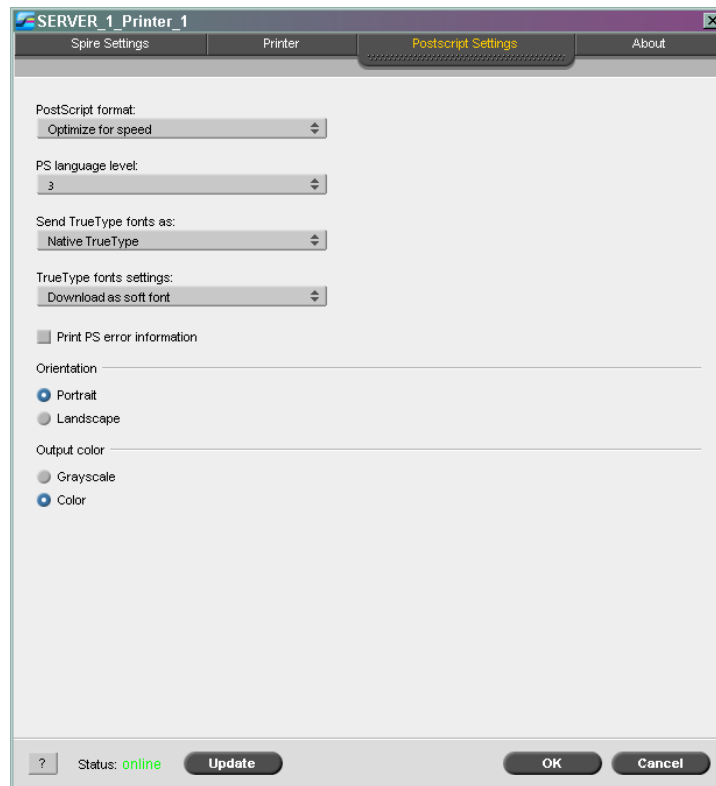 SERVER_1_Printer_1
Spire Settings Printer Postscript Settings About
PostScript format:
Optimize for speed
PS language level:
3
Send TrueType fonts as:
Native TrueType
TrueType fonts settings:
Download as soft font
Print PS error information
Orientation
Portrait
Landscape
Output color
Grayscale
Color
? Status: online Update OK Cancel